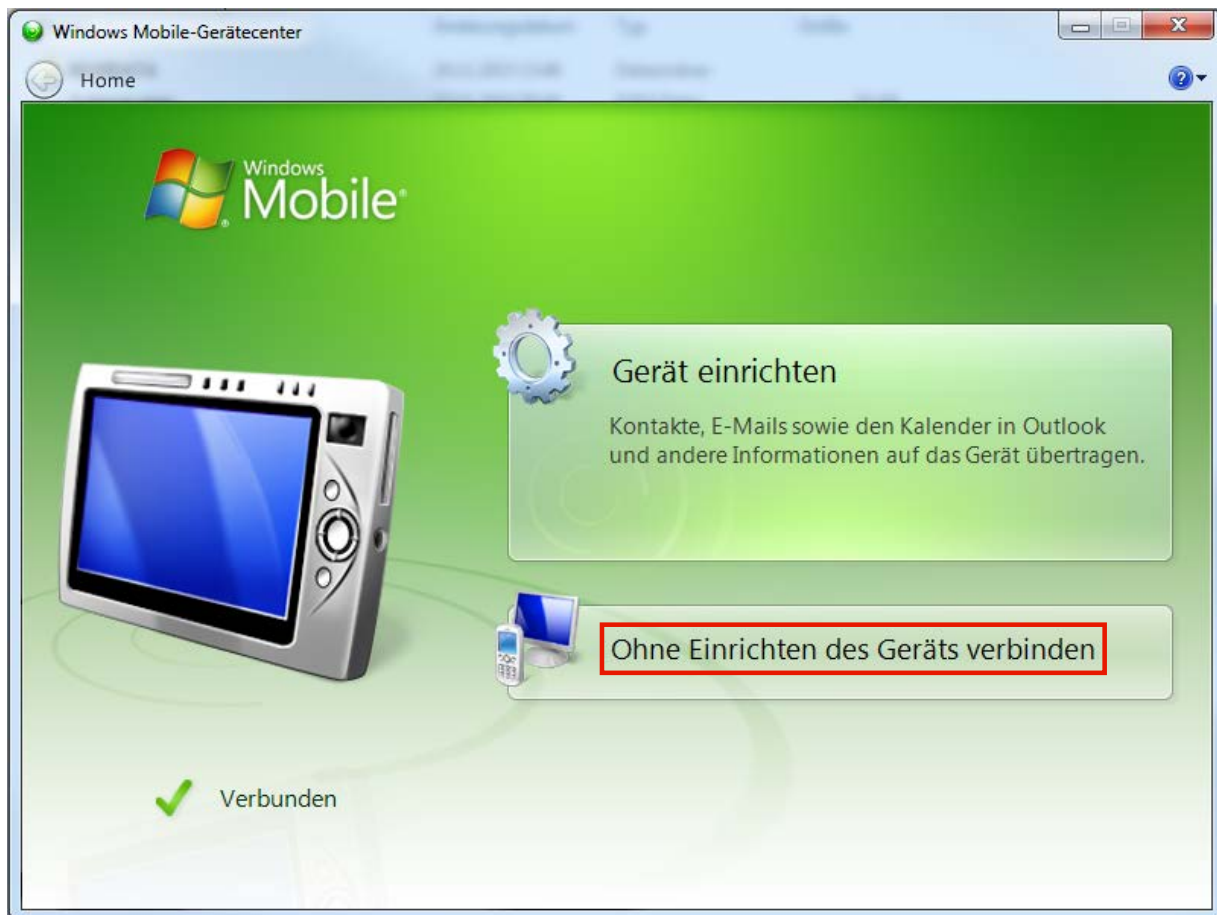 Windows Mobile-Gerätecenter
Home
Windows
Mobile®
Gerät einrichten
Kontakte, E-Mails sowie den Kalender in Outlook
und andere Informationen auf das Gerät übertragen.
Ohne Einrichten des Geräts verbinden
Verbunden